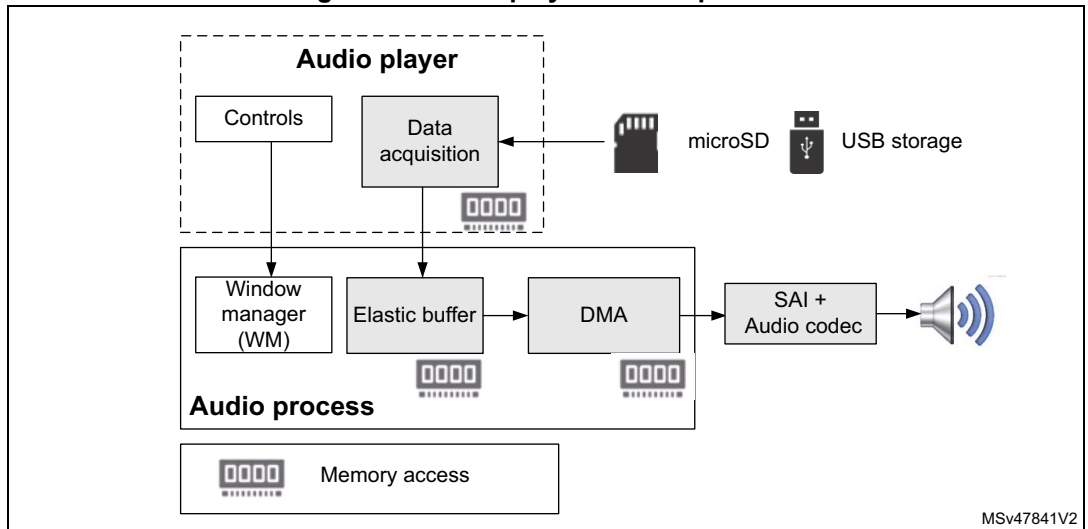 Audio player
Controls
Data
acquisition
microSD
USB storage
Window
manager
(WM)
Elastic buffer
DMA
SAI +
Audio codec
Audio process
Memory access
MSv47841V2